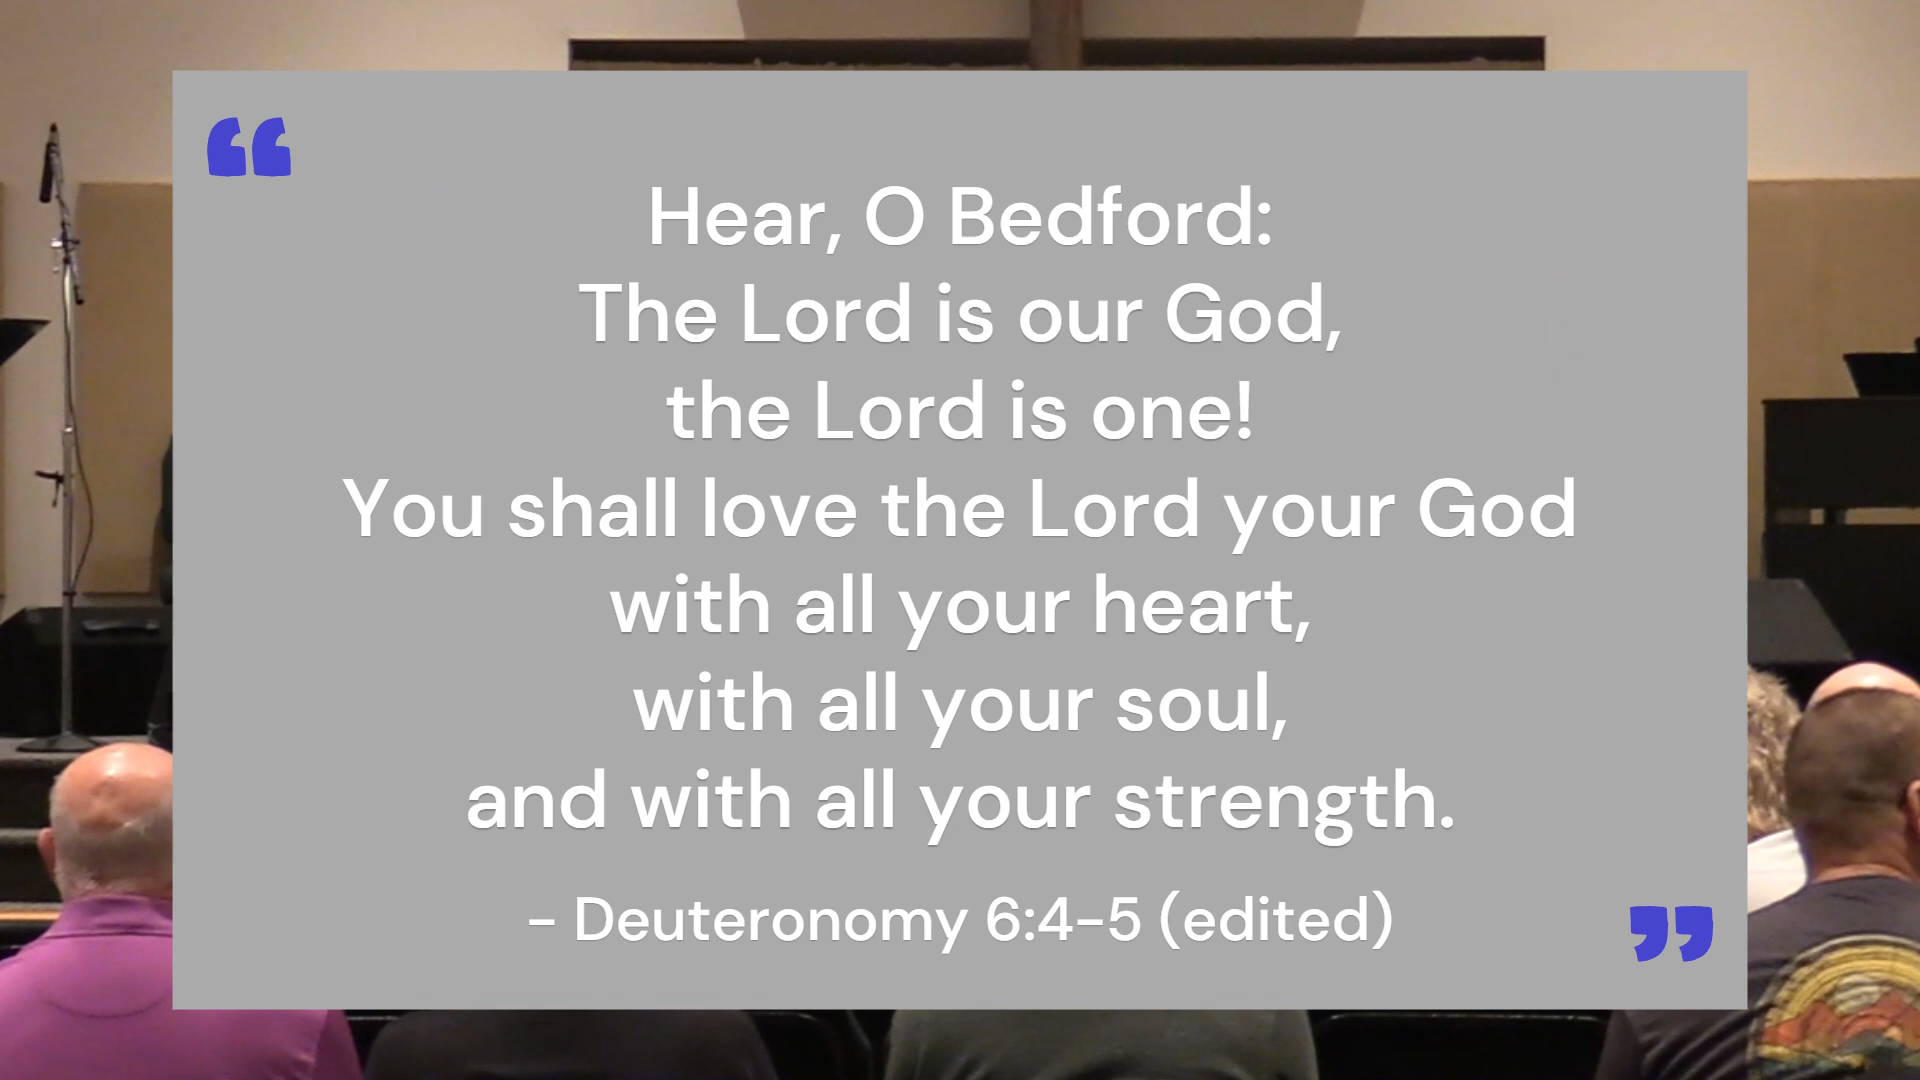 “
Hear, O Bedford:
The Lord is our God,
the Lord is one!
You shall love the Lord your God
with all your heart,
with all your soul,
and with all your strength.
- Deuteronomy 6:4-5 (edited)
”